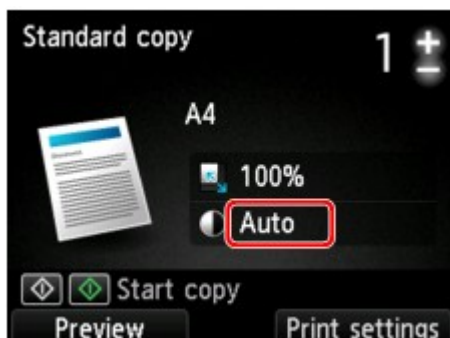 Standard copy
1 + −
A4
100%
Auto
Start copy
Preview
Print settings